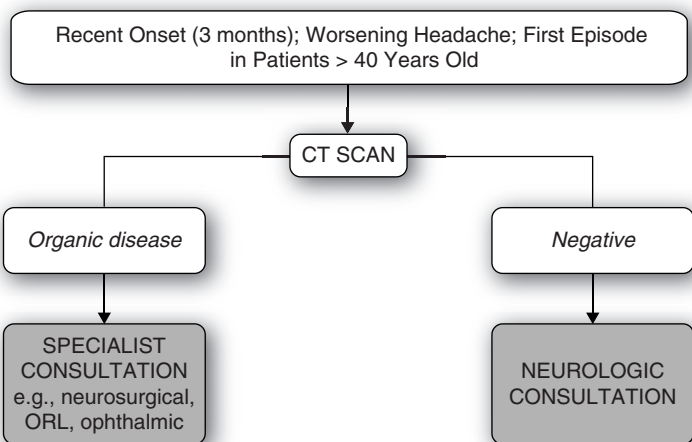 Recent Onset (3 months); Worsening Headache; First Episode
in Patients > 40 Years Old
CT SCAN
Organic disease
Negative
SPECIALIST
CONSULTATION
e.g., neurosurgical,
ORL, ophthalmic
NEUROLOGIC
CONSULTATION